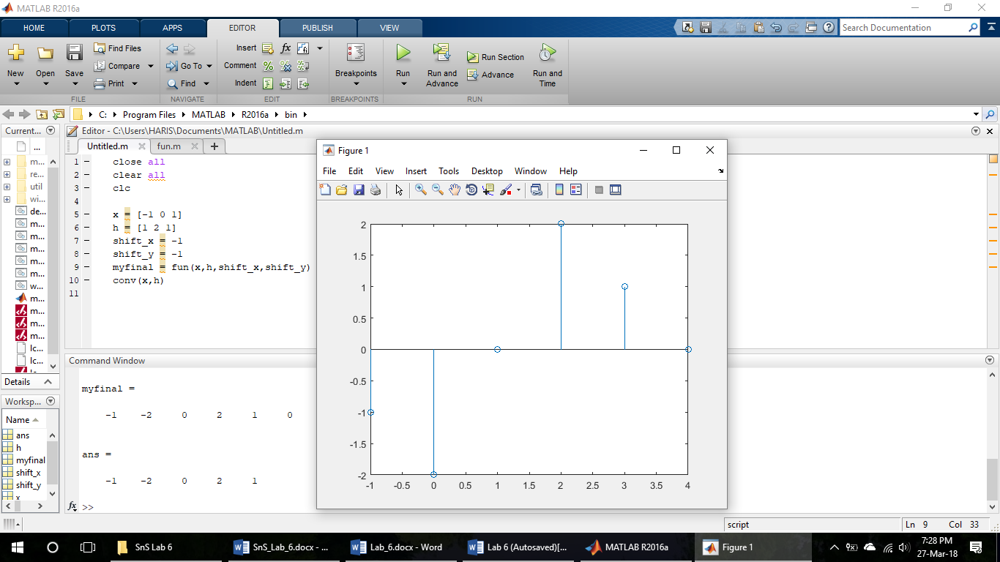 MATLAB R2016a
HOME PLOTS APPS EDITOR PUBLISH VIEW
Search Documentation
Find Files Insert fx
New Open Save Compare Go To Comment Breakpoints Run Run and Advance Run Section Advance Run and Time
Print Find Indent
FILE NAVIGATE EDIT BREAKPOINTS RUN
C: Program Files MATLAB R2016a bin
Current... Editor - C:\Users\HARIS\Documents\MATLAB\Untitled.m
Untitled.m fun.m +
...
m...
re...
util
wi...
de...
m...
m...
m...
m...
m...
w...
m...
m...
m...
m...
lc...
lc...
1 close all
2 clear all
3 clc
4
5 x = [-1 0 1]
6 h = [1 2 1]
7 shift_x = -1
8 shift_y = -1
9 myfinal = fun(x,h,shift_x,shift_y)
10 conv(x,h)
11
Details
Worksp...
Name
ans
h
myfinal
shift_x
shift_y
x
Command Window
myfinal =
-1 -2 0 2 1 0
ans =
-1 -2 0 2 1
fx >>
Figure 1
File Edit View Insert Tools Desktop Window Help
2
1.5
1
0.5
0
-0.5
-1
-1.5
-2
-1 -0.5 0 0.5 1 1.5 2 2.5 3 3.5 4
script Ln 9 Col 33
SnS Lab 6 SnS_Lab_6.docx - ... Lab_6.docx - Word Lab 6 (Autosaved)[... MATLAB R2016a Figure 1
7:28 PM
27-Mar-18